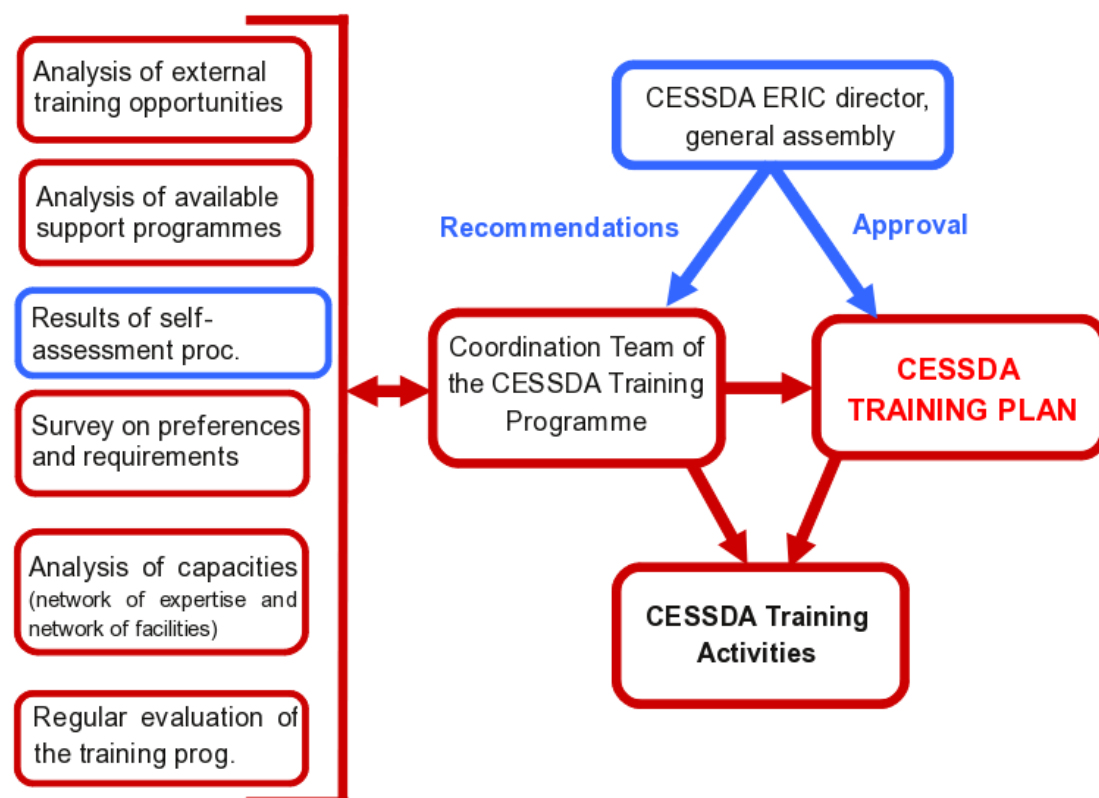 Analysis of external
training opportunities
Analysis of available
support programmes
Results of self-
assessment proc.
Survey on preferences
and requirements
Analysis of capacities
(network of expertise and
network of facilities)
Regular evaluation of
the training prog.
CESSDA ERIC director,
general assembly
Recommendations
Approval
Coordination Team of
the CESSDA Training
Programme
CESSDA
TRAINING PLAN
CESSDA Training
Activities